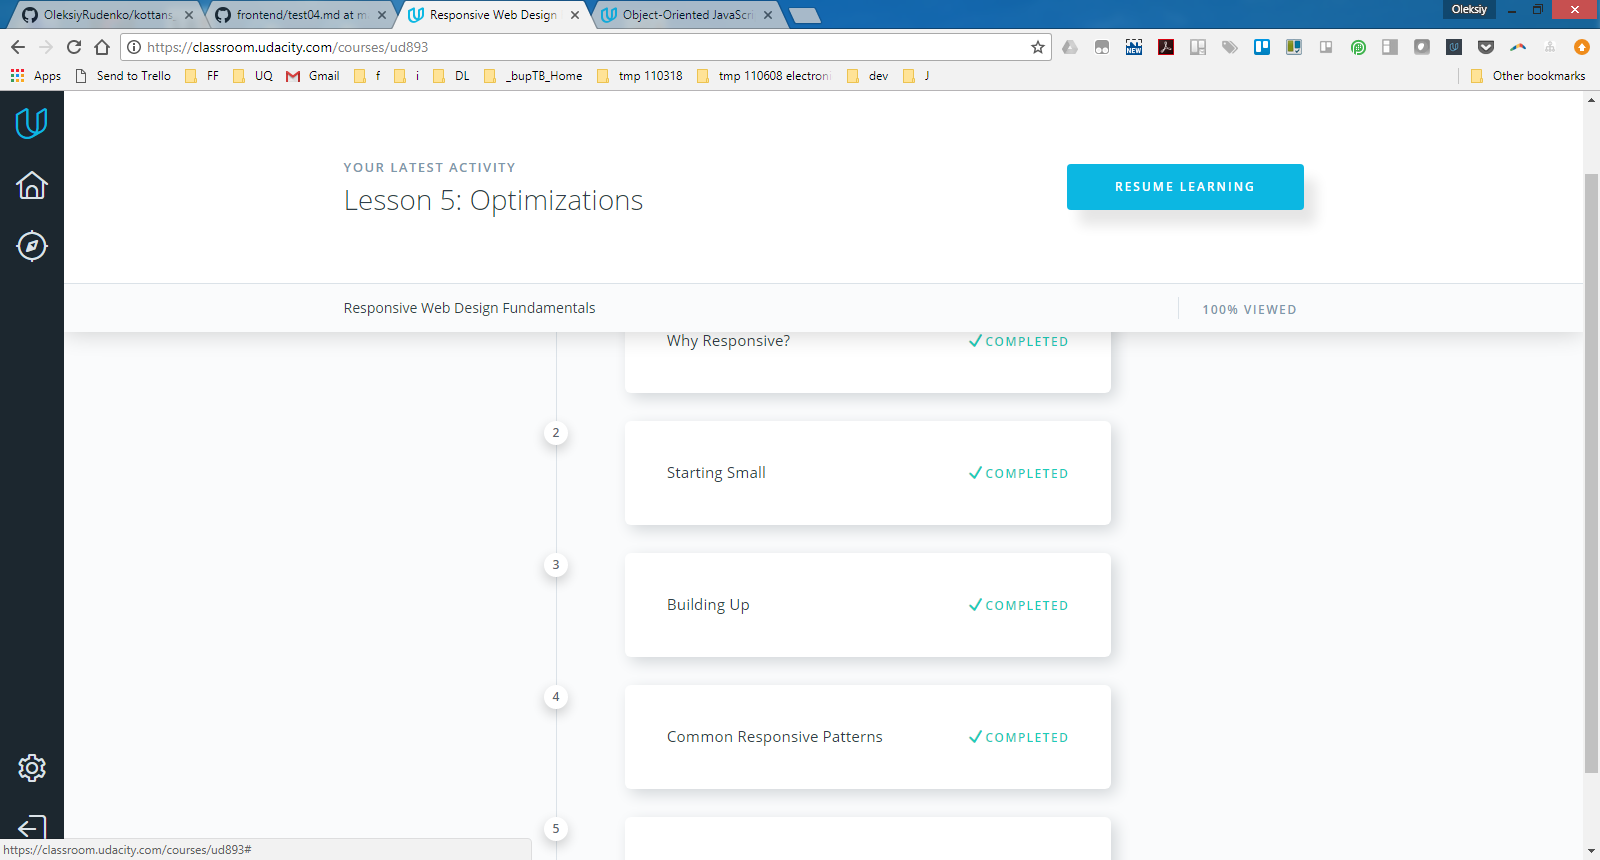 OleksiyRudenko/kottans
frontend/test04.md at m
Responsive Web Design
Object-Oriented JavaScri
Oleksiy
https://classroom.udacity.com/courses/ud893
NEW
Apps
Send to Trello
FF
UQ
Gmail
f
i
DL
_bupTB_Home
tmp 110318
tmp 110608 electroni
dev
J
Other bookmarks
YOUR LATEST ACTIVITY
Lesson 5: Optimizations
RESUME LEARNING
Responsive Web Design Fundamentals
100% VIEWED
Why Responsive?
COMPLETED
2
Starting Small
COMPLETED
3
Building Up
COMPLETED
4
Common Responsive Patterns
COMPLETED
5
https://classroom.udacity.com/courses/ud893#